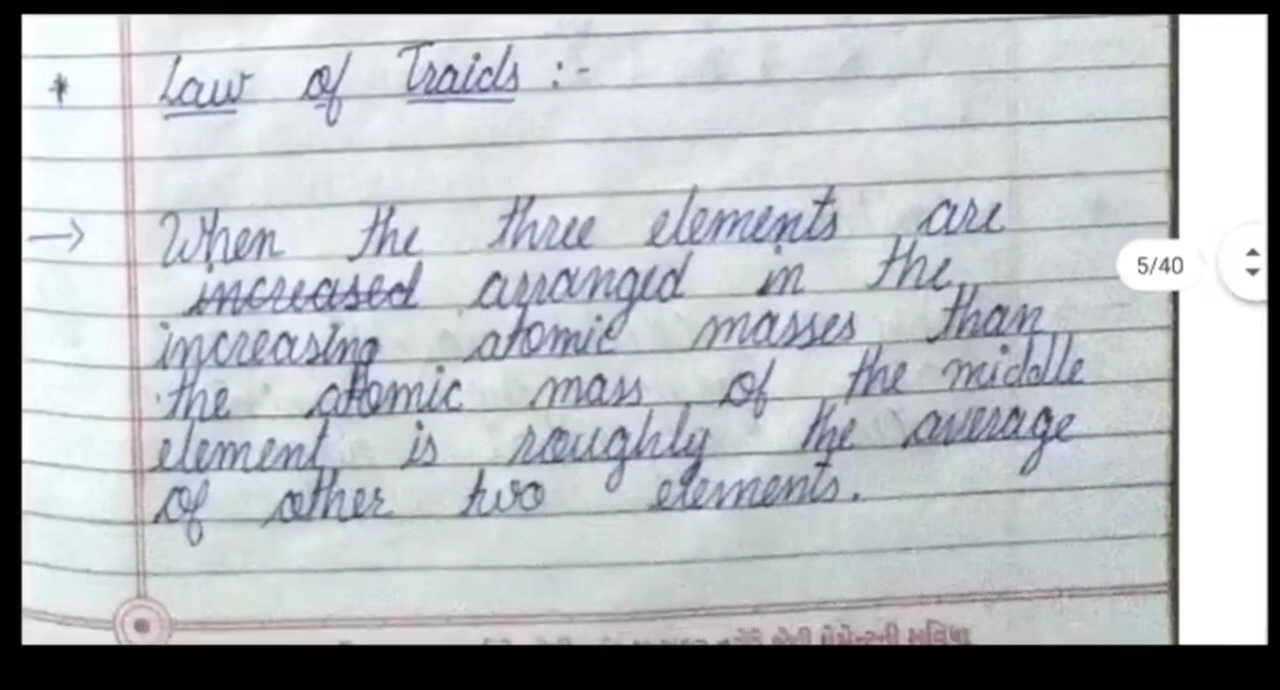 * Law of Traids :-
→ When the three elements are
increased arranged in the
increasing atomic masses than
the atomic mass of the middle
element is roughly the average
of other two elements.
5/40